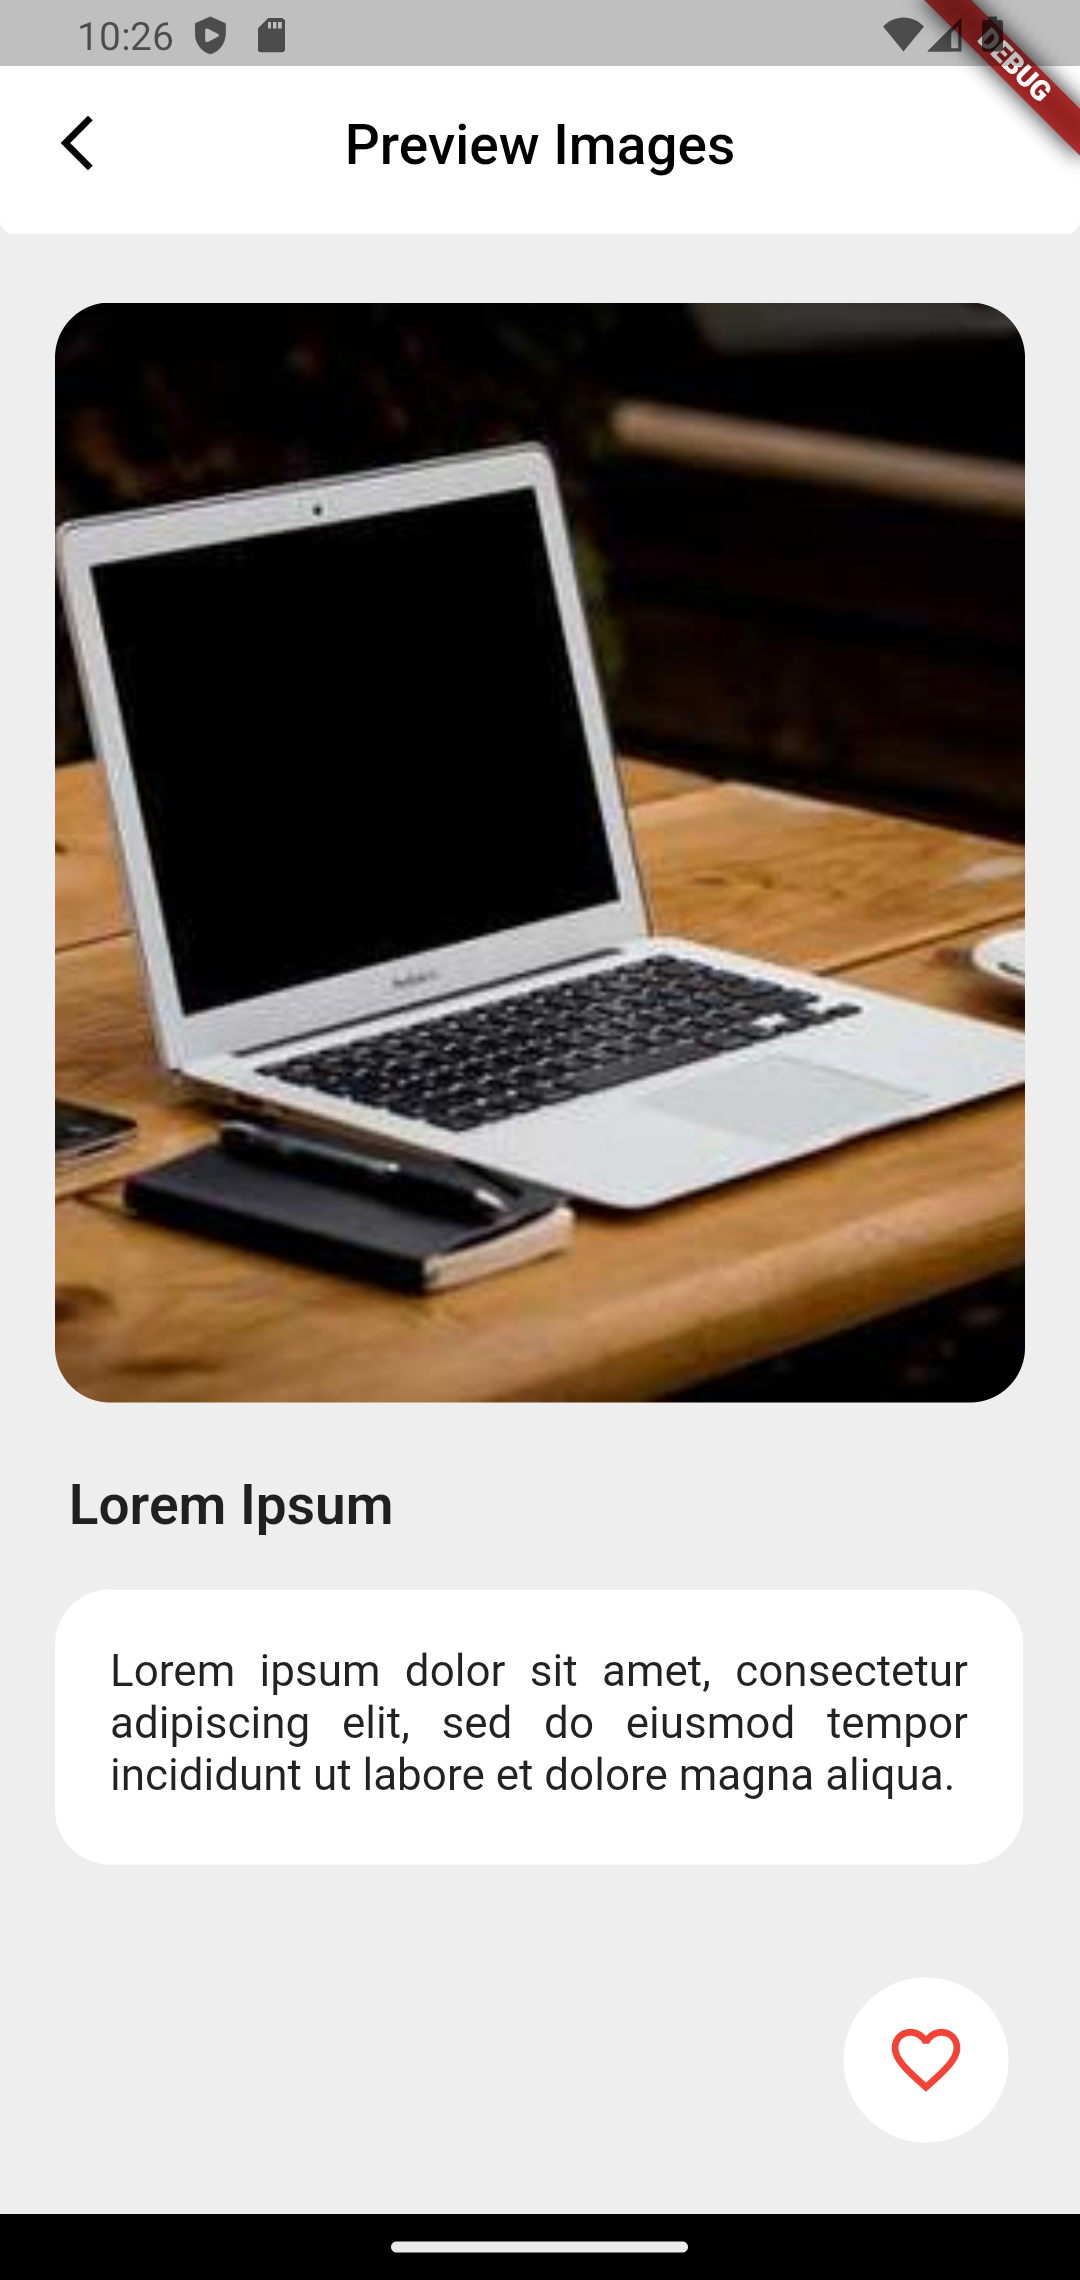 10:26
DEBUG
Preview Images
Lorem Ipsum
Lorem ipsum dolor sit amet, consectetur
adipiscing elit, sed do eiusmod tempor
incididunt ut labore et dolore magna aliqua.